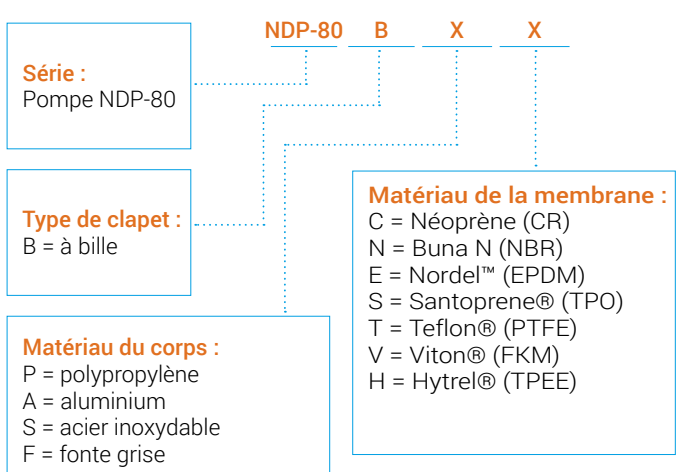 NDP-80 B X X
Série :
Pompe NDP-80
Type de clapet :
B = à bille
Matériau du corps :
P = polypropylène
A = aluminium
S = acier inoxydable
F = fonte grise
Matériau de la membrane :
C = Néoprène (CR)
N = Buna N (NBR)
E = Nordel™ (EPDM)
S = Santoprene® (TPO)
T = Teflon® (PTFE)
V = Viton® (FKM)
H = Hytrel® (TPEE)